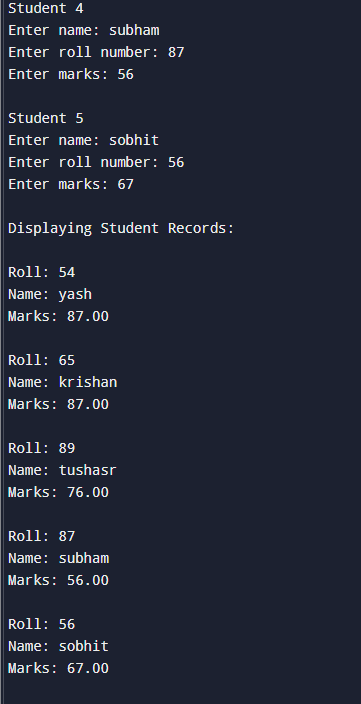 Student 4
Enter name: subham
Enter roll number: 87
Enter marks: 56
Student 5
Enter name: sobhit
Enter roll number: 56
Enter marks: 67
Displaying Student Records:
Roll: 54
Name: yash
Marks: 87.00
Roll: 65
Name: krishan
Marks: 87.00
Roll: 89
Name: tushasr
Marks: 76.00
Roll: 87
Name: subham
Marks: 56.00
Roll: 56
Name: sobhit
Marks: 67.00